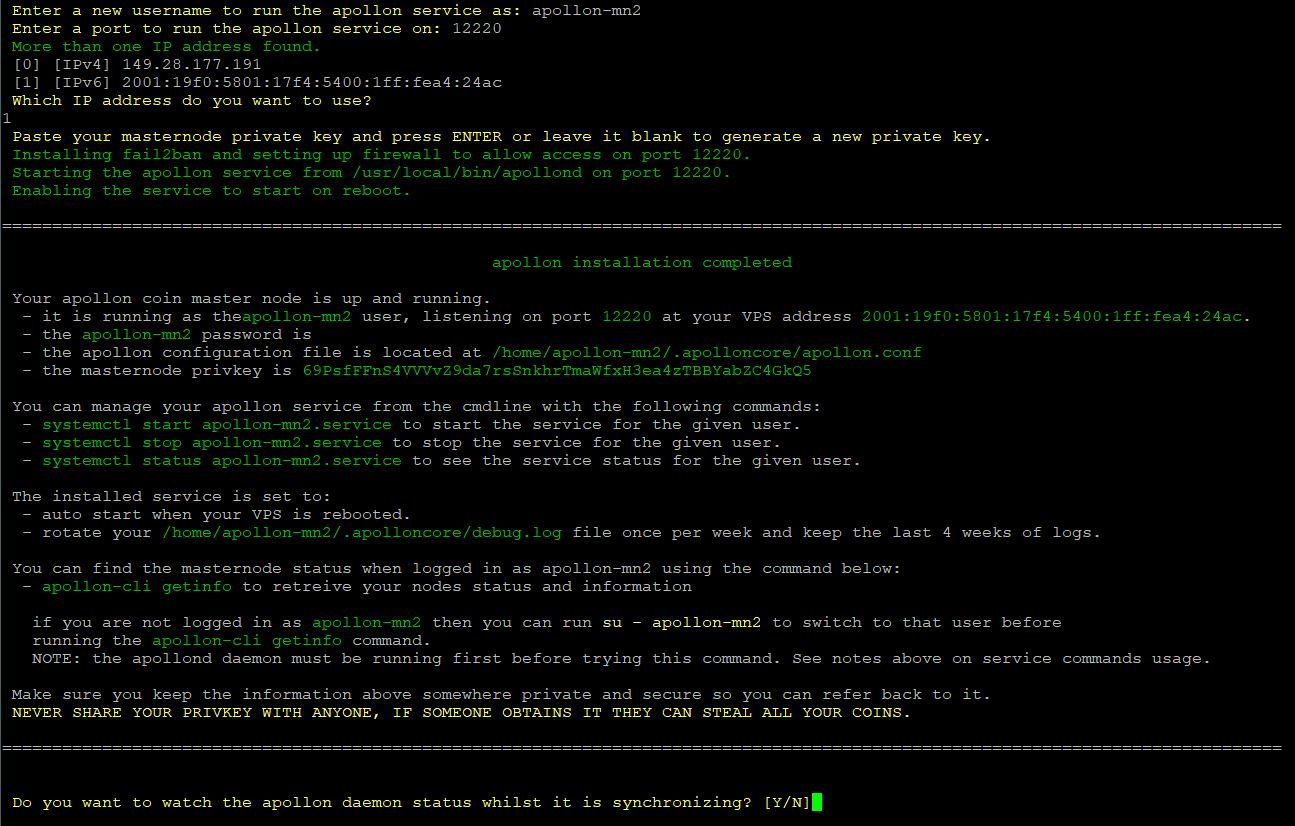 Enter a new username to run the apollon service as: apollon-mn2
Enter a port to run the apollon service on: 12220
More than one IP address found.
[0] [IPv4] 149.28.177.191
[1] [IPv6] 2001:19f0:5801:17f4:5400:1ff:fea4:24ac
Which IP address do you want to use?
1
Paste your masternode private key and press ENTER or leave it blank to generate a new private key.
Installing fail2ban and setting up firewall to allow access on port 12220.
Starting the apollon service from /usr/local/bin/apollond on port 12220.
Enabling the service to start on reboot.
================================================================================================================================
apollon installation completed
Your apollon coin master node is up and running.
- it is running as theapollon-mn2 user, listening on port 12220 at your VPS address 2001:19f0:5801:17f4:5400:1ff:fea4:24ac.
- the apollon-mn2 password is
- the apollon configuration file is located at /home/apollon-mn2/.apolloncore/apollon.conf
- the masternode privkey is 69PsfFFnS4VVVvZ9da7rsSnkhrTmaWfxH3ea4zTBBYabZC4GkQ5
You can manage your apollon service from the cmdline with the following commands:
- systemctl start apollon-mn2.service to start the service for the given user.
- systemctl stop apollon-mn2.service to stop the service for the given user.
- systemctl status apollon-mn2.service to see the service status for the given user.
The installed service is set to:
- auto start when your VPS is rebooted.
- rotate your /home/apollon-mn2/.apolloncore/debug.log file once per week and keep the last 4 weeks of logs.
You can find the masternode status when logged in as apollon-mn2 using the command below:
- apollon-cli getinfo to retreive your nodes status and information
if you are not logged in as apollon-mn2 then you can run su - apollon-mn2 to switch to that user before
running the apollon-cli getinfo command.
NOTE: the apollond daemon must be running first before trying this command. See notes above on service commands usage.
Make sure you keep the information above somewhere private and secure so you can refer back to it.
NEVER SHARE YOUR PRIVKEY WITH ANYONE, IF SOMEONE OBTAINS IT THEY CAN STEAL ALL YOUR COINS.
================================================================================================================================
Do you want to watch the apollon daemon status whilst it is synchronizing? [Y/N]